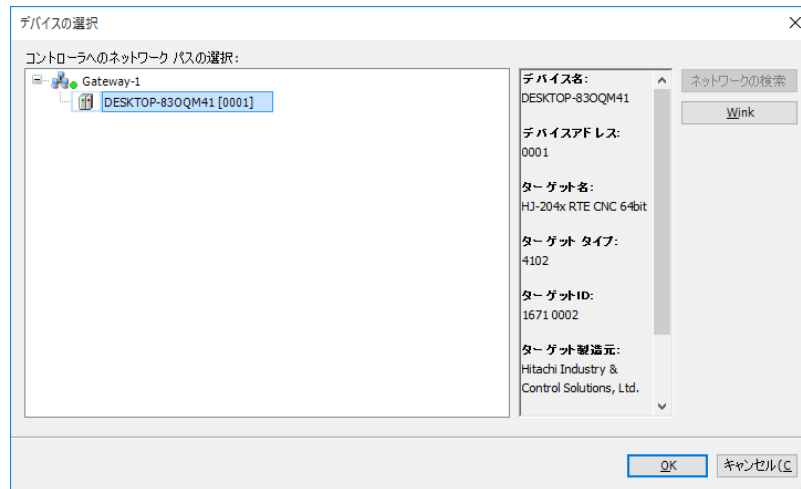 デバイスの選択
コントローラへのネットワーク パスの選択:
Gateway-1
DESKTOP-83OQM41 [0001]
デバイス名:
DESKTOP-83OQM41
デバイスアドレス:
0001
ターゲット名:
HJ-204x RTE CNC 64bit
ターゲット タイプ:
4102
ターゲットID:
1671 0002
ターゲット製造元:
Hitachi Industry &
Control Solutions, Ltd.
ネットワークの検索
Wink
OK
キャンセル(C